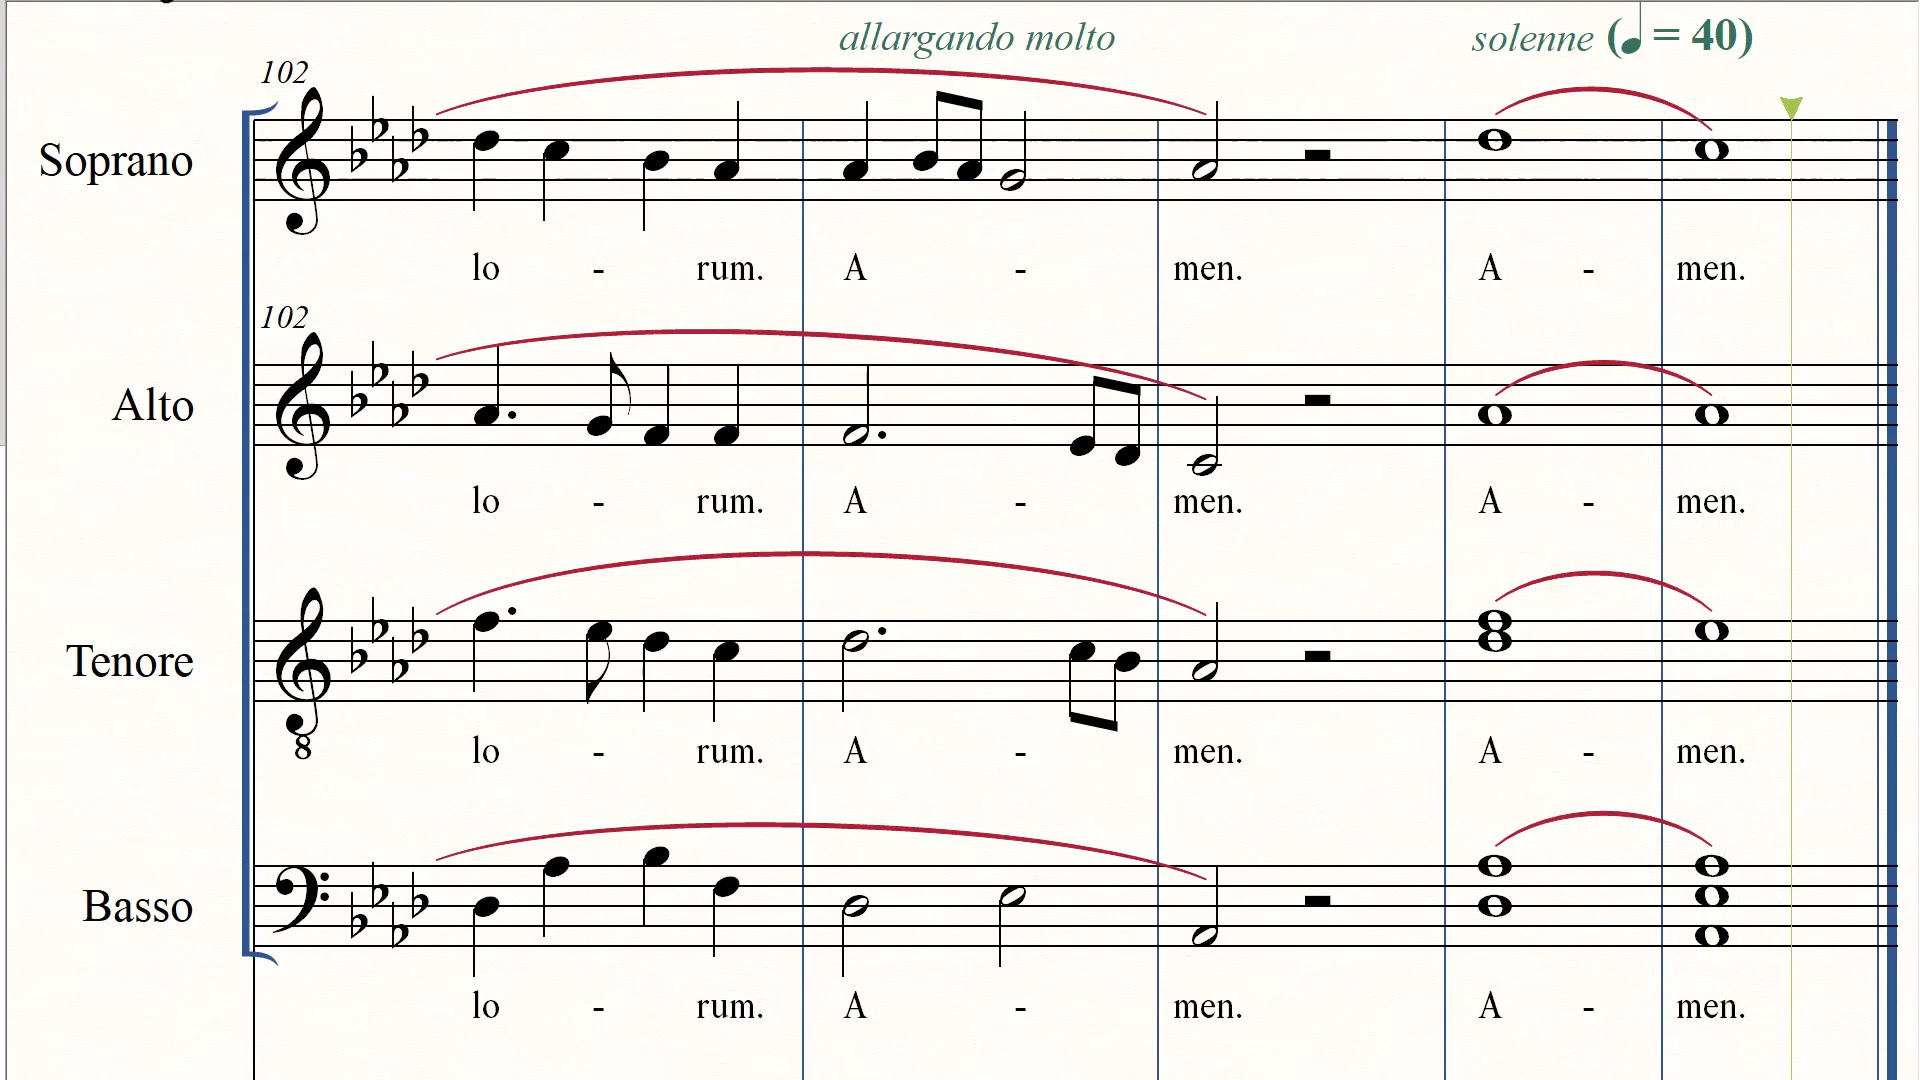 allargando molto
solenne (♩ = 40)
102
Soprano
lo - rum. A - men. A - men.
102
Alto
lo - rum. A - men. A - men.
Tenore
8
lo - rum. A - men. A - men.
Basso
lo - rum. A - men. A - men.